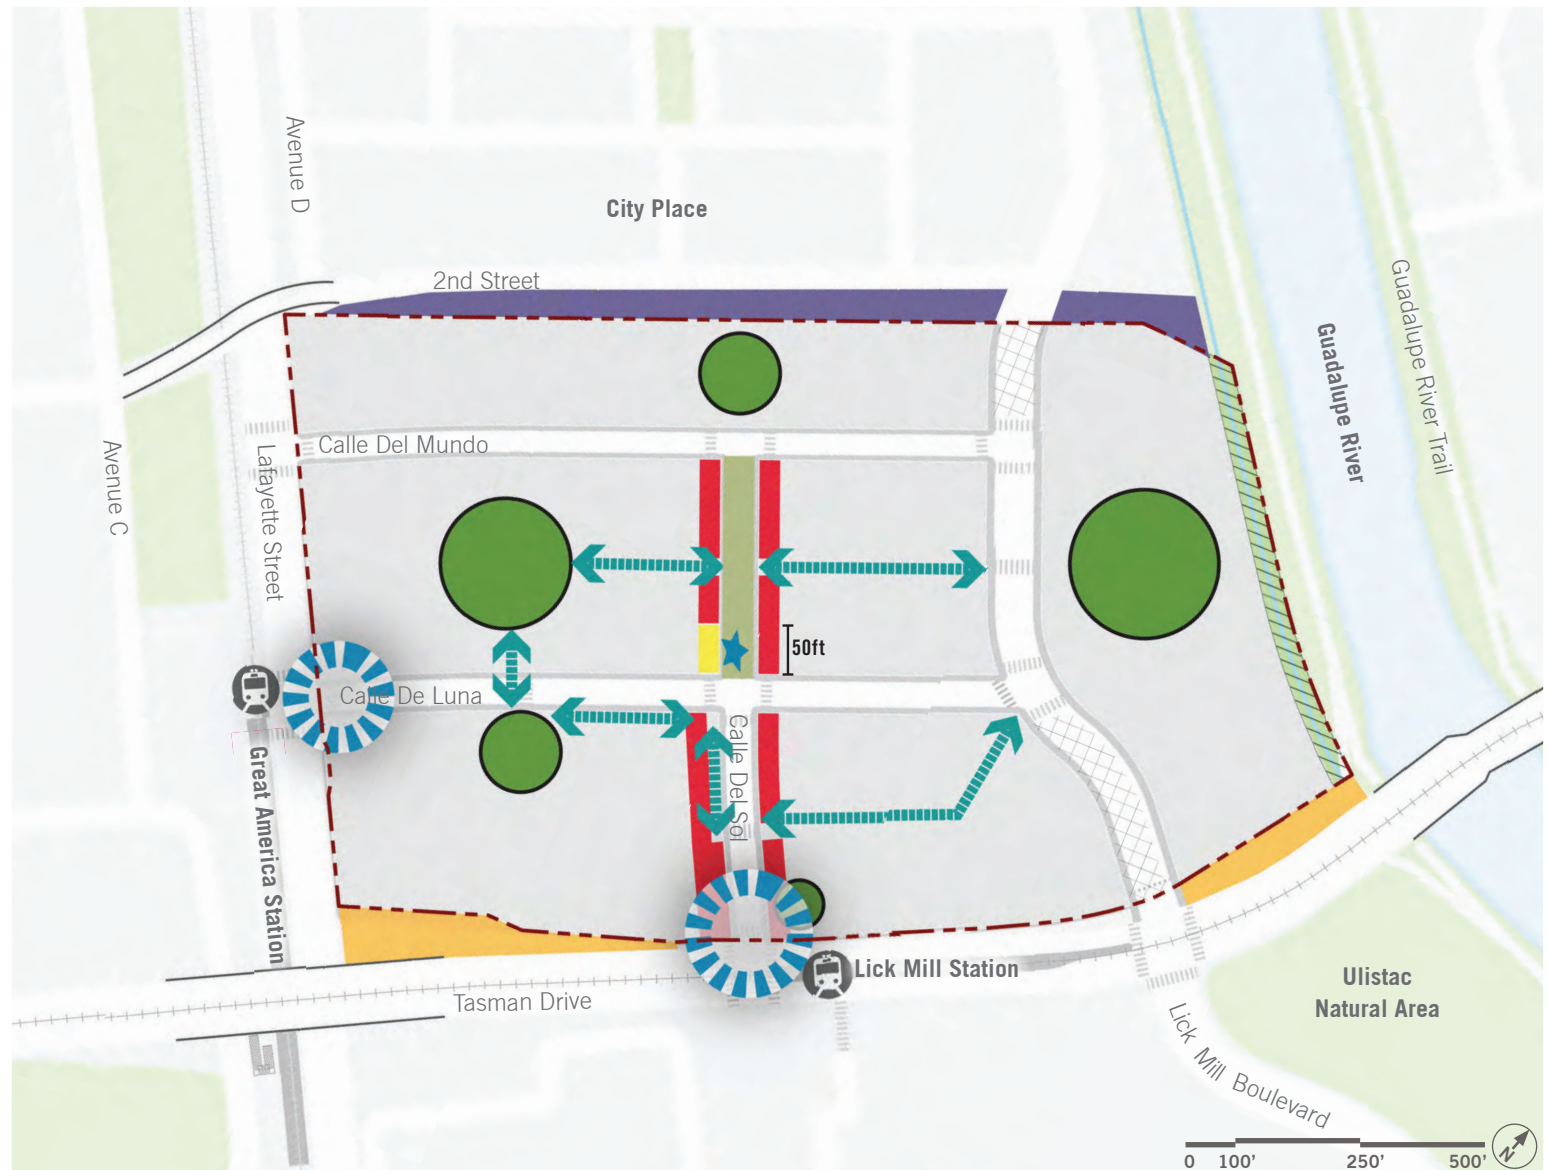 Avenue D
City Place
2nd Street
Guadalupe River Trail
Guadalupe River
Calle Del Mundo
Lafayette Street
Avenue C
50ft
Calle De Luna
Calle Del Sol
Great America Station
Lick Mill Station
Tasman Drive
Ulistac
Natural Area
Lick Mill Boulevard
0 100' 250' 500'
N